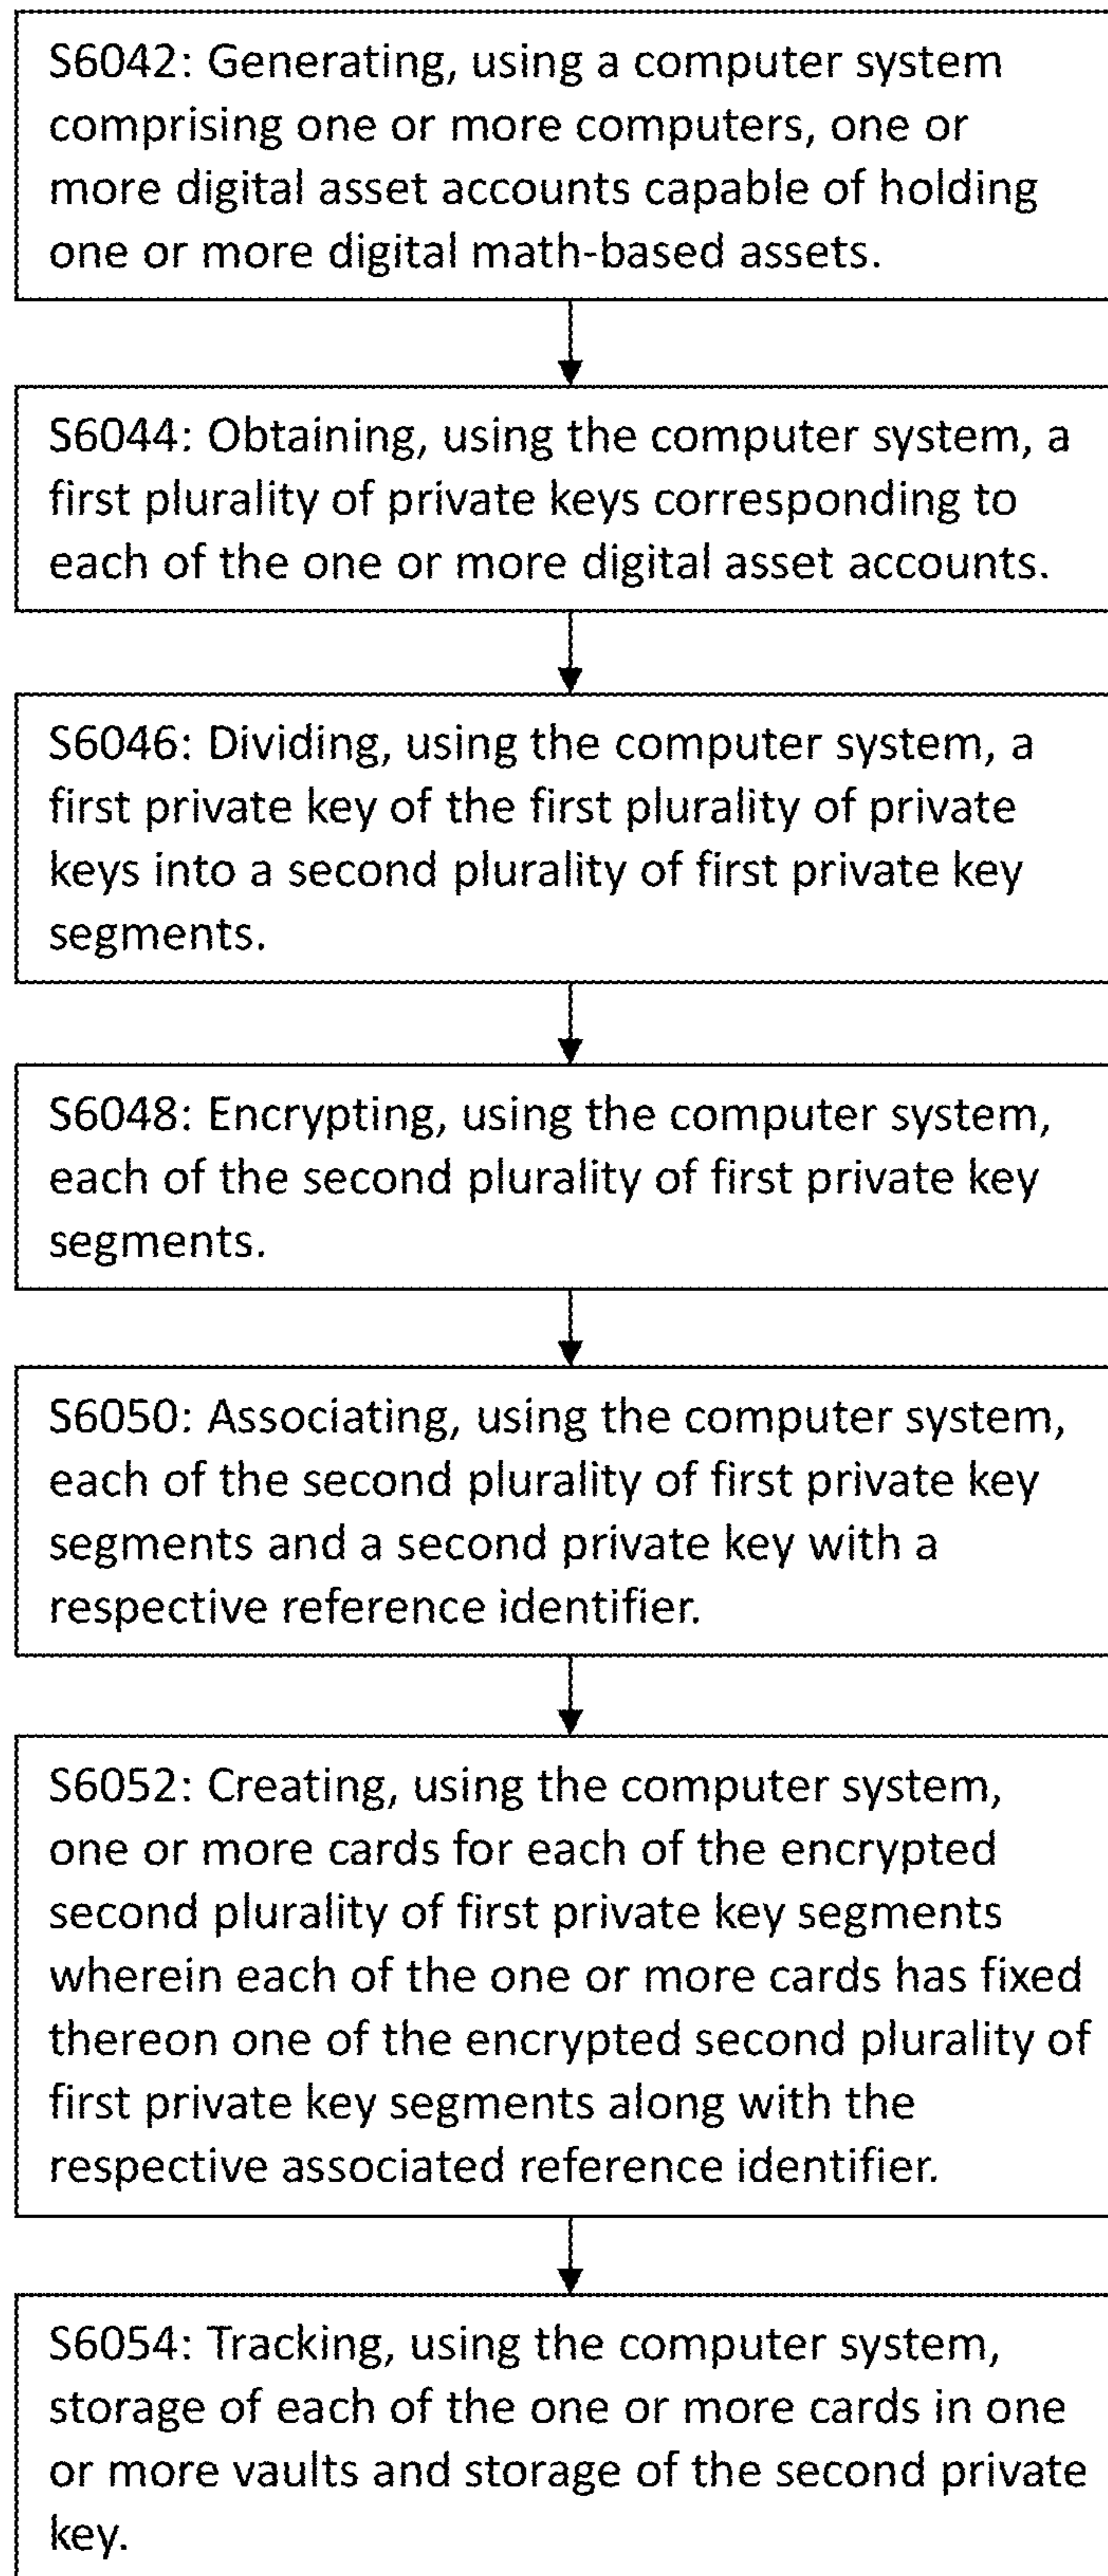 S6042: Generating, using a computer system
comprising one or more computers, one or
more digital asset accounts capable of holding
one or more digital math-based assets.
S6044: Obtaining, using the computer system, a
first plurality of private keys corresponding to
each of the one or more digital asset accounts.
S6046: Dividing, using the computer system, a
first private key of the first plurality of private
keys into a second plurality of first private key
segments.
S6048: Encrypting, using the computer system,
each of the second plurality of first private key
segments.
S6050: Associating, using the computer system,
each of the second plurality of first private key
segments and a second private key with a
respective reference identifier.
S6052: Creating, using the computer system,
one or more cards for each of the encrypted
second plurality of first private key segments
wherein each of the one or more cards has fixed
thereon one of the encrypted second plurality of
first private key segments along with the
respective associated reference identifier.
S6054: Tracking, using the computer system,
storage of each of the one or more cards in one
or more vaults and storage of the second private
key.